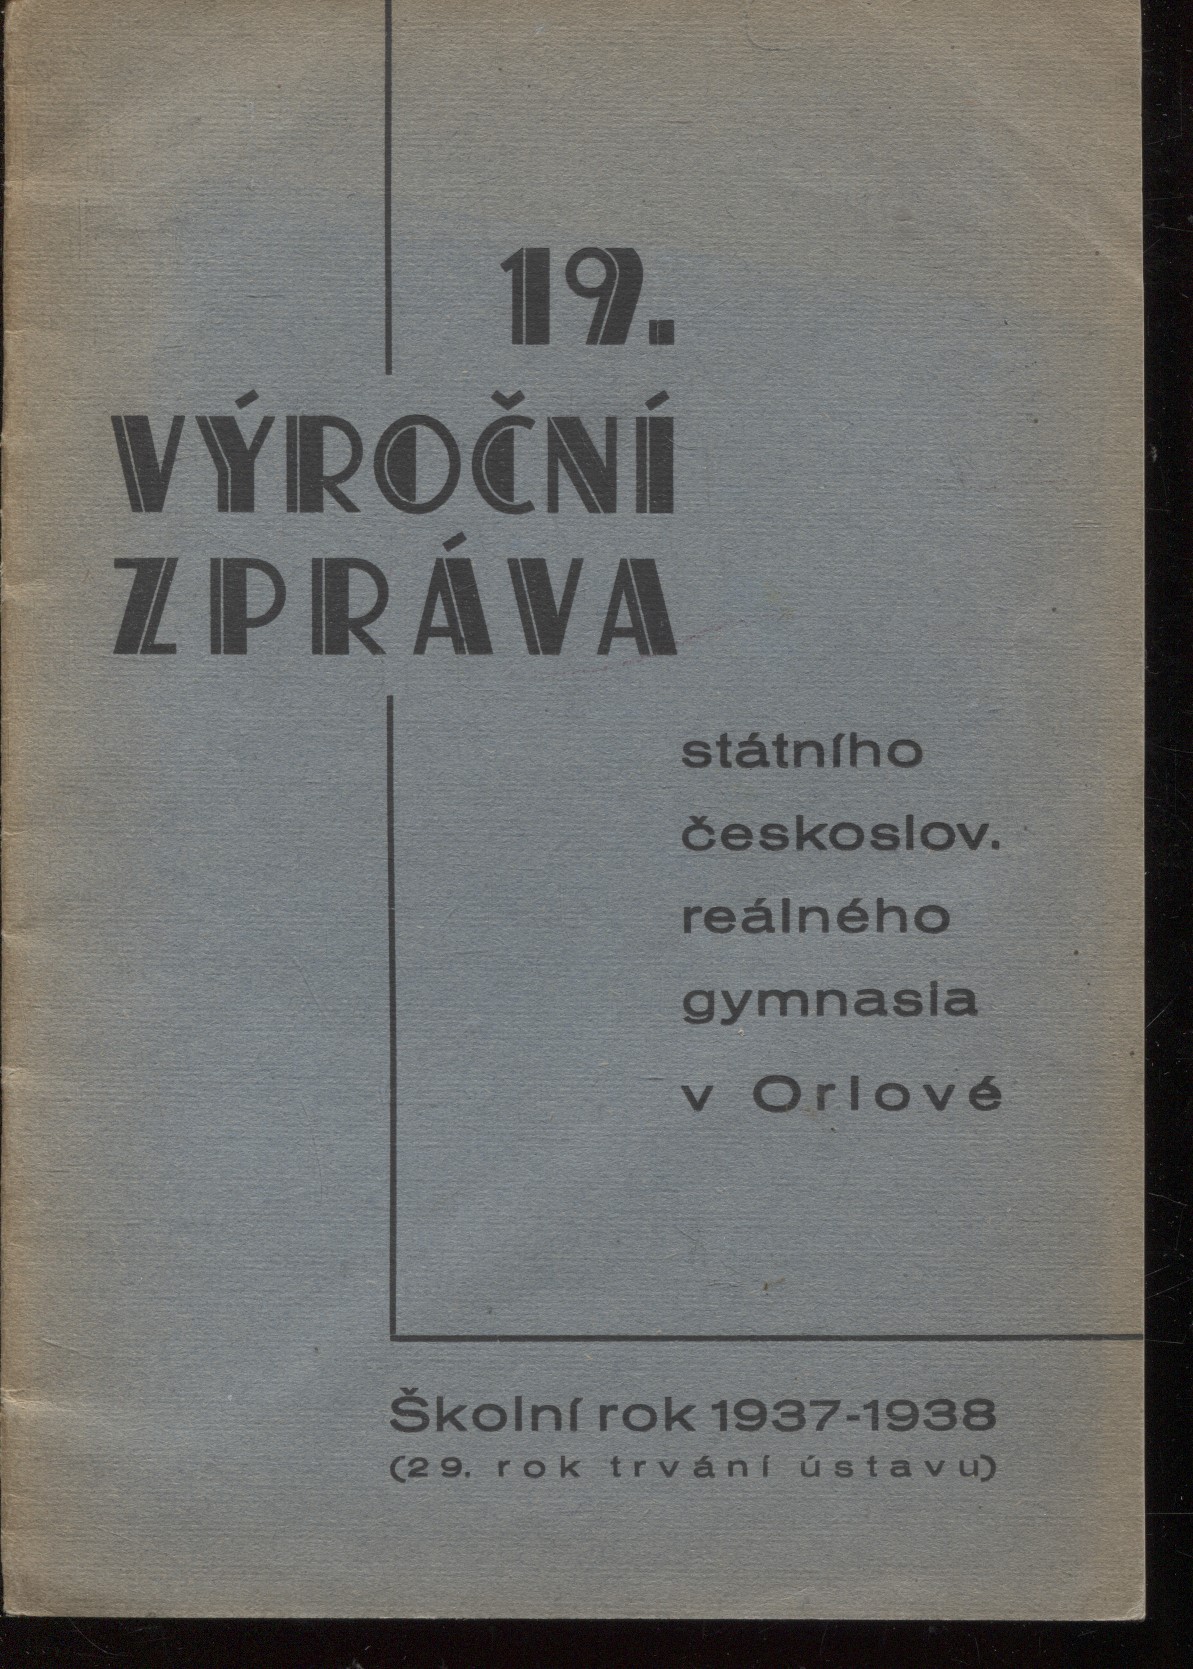 19.
VÝROČNÍ
ZPRÁVA
státního
českoslov.
reálného
gymnasia
v Orlové
Školní rok 1937-1938
(29. rok trvání ústavu)